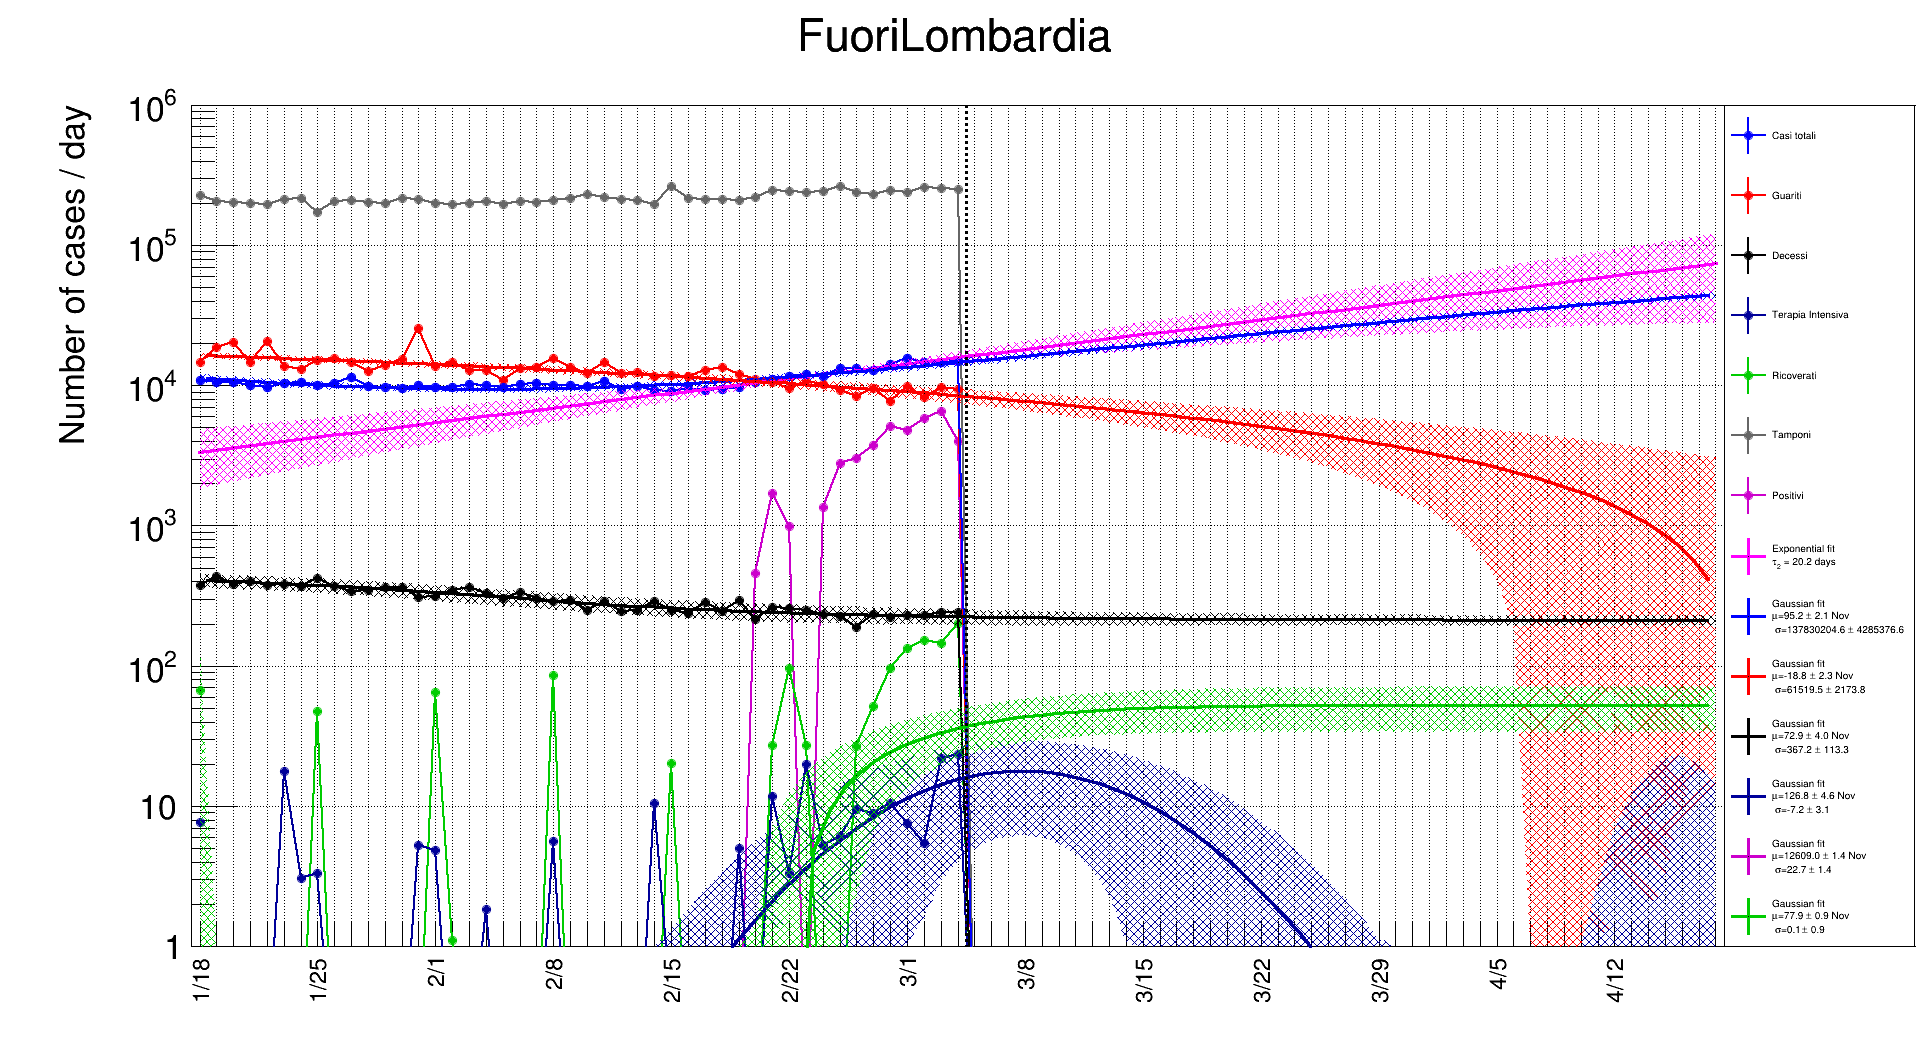 FuoriLombardia
Number of cases / day
10^6
10^5
10^4
10^3
10^2
10
1
1/18
1/25
2/1
2/8
2/15
2/22
3/1
3/8
3/15
3/22
3/29
4/5
4/12
Casi totali
Guariti
Decessi
Terapia Intensiva
Ricoverati
Tamponi
Positivi
Exponential fit
τ₂ = 20.2 days
Gaussian fit
μ=95.2 ± 2.1 Nov
σ=137830204.6 ± 4285376.6
Gaussian fit
μ=-18.8 ± 2.3 Nov
σ=61519.5 ± 2173.8
Gaussian fit
μ=72.9 ± 4.0 Nov
σ=367.2 ± 113.3
Gaussian fit
μ=126.8 ± 4.6 Nov
σ=-7.2 ± 3.1
Gaussian fit
μ=12609.0 ± 1.4 Nov
σ=22.7 ± 1.4
Gaussian fit
μ=77.9 ± 0.9 Nov
σ=0.1 ± 0.9